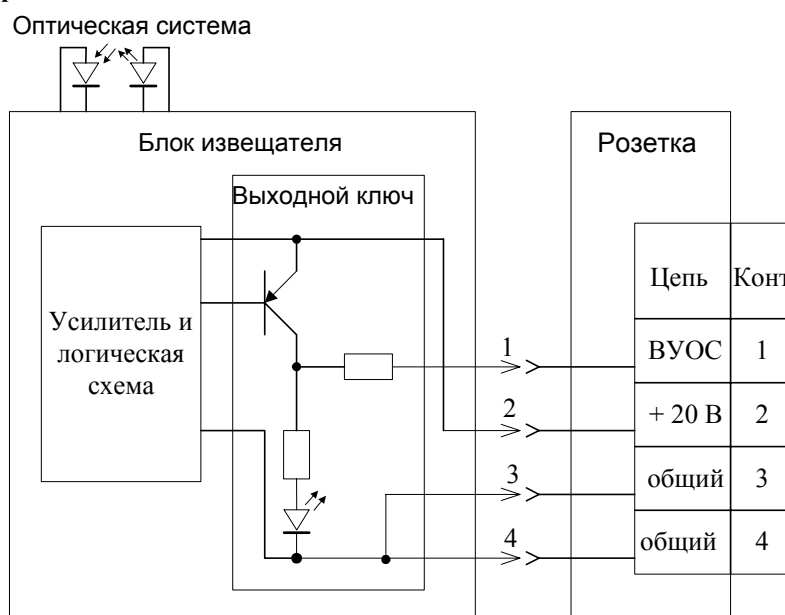 Оптическая система
Блок извещателя
Розетка
Выходной ключ
Усилитель и
логическая
схема
Цепь Конт
1 ВУОС 1
2 + 20 В 2
3 общий 3
4 общий 4